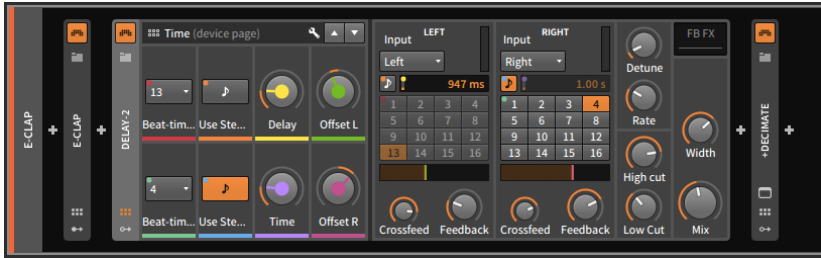 E-CLAP
E-CLAP
DELAY-2
Time (device page)
13
Beat-tim...
Use Ste...
Delay
Offset L
4
Beat-tim...
Use Ste...
Time
Offset R
LEFT
Input
Left
947 ms
1 2 3 4
5 6 7 8
9 10 11 12
13 14 15 16
Crossfeed
Feedback
RIGHT
Input
Right
1.00 s
1 2 3 4
5 6 7 8
9 10 11 12
13 14 15 16
Crossfeed
Feedback
Detune
Rate
High cut
Low Cut
FB FX
Width
Mix
+DECIMATE